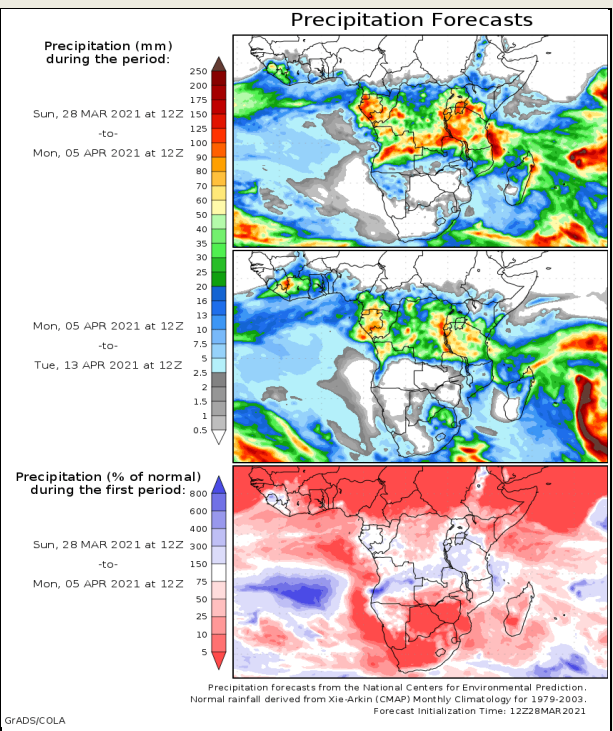 Precipitation Forecasts
Precipitation (mm)
during the period:
250
200
175
Sun, 28 MAR 2021 at 12Z 150
125
-to-
100
Mon, 05 APR 2021 at 12Z 90
80
70
60
50
40
35
30
25
20
16
Mon, 05 APR 2021 at 12Z 13
10
-to-
7.5
Tue, 13 APR 2021 at 12Z 5
2.5
2
1.5
1
0.5
Precipitation (% of normal)
during the first period:
800
600
400
Sun, 28 MAR 2021 at 12Z 300
-to-
150
Mon, 05 APR 2021 at 12Z 75
50
25
10
5
Precipitation forecasts from the National Centers for Environmental Prediction.
Normal rainfall derived from Xie-Arkin (CMAP) Monthly Climatology for 1979-2003.
Forecast Initialization Time: 12Z28MAR2021
GrADS/COLA